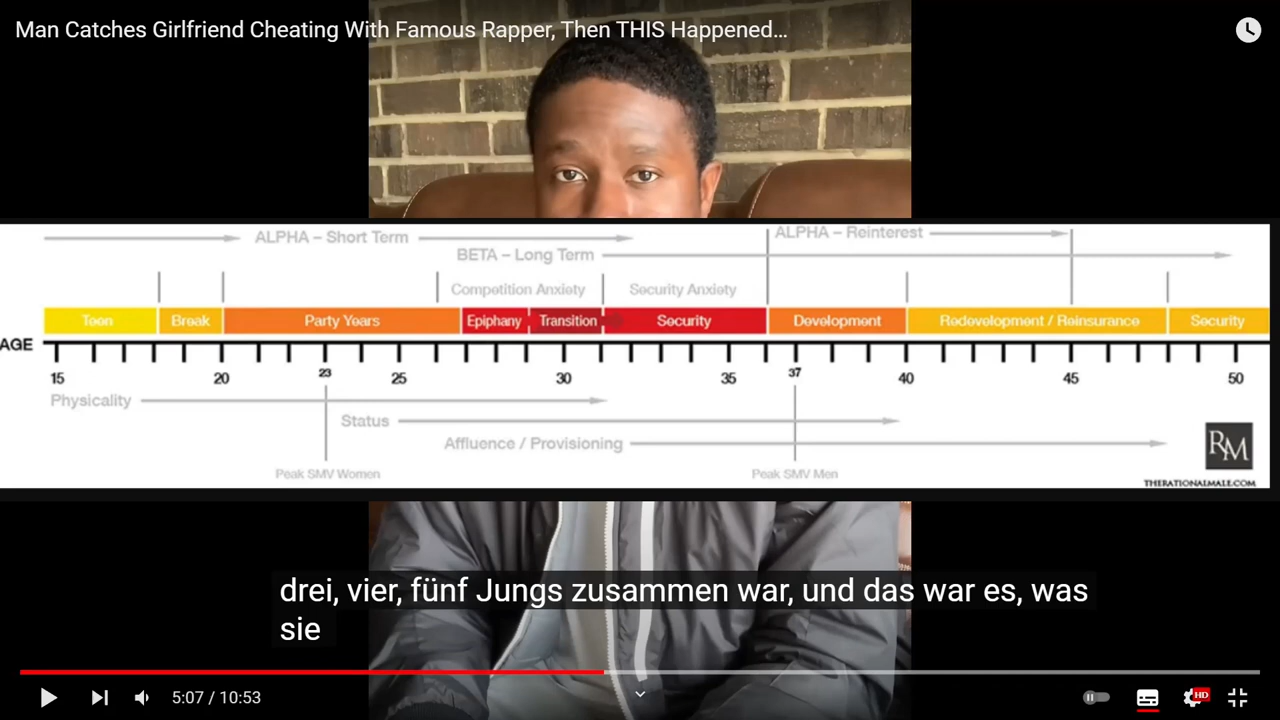 Man Catches Girlfriend Cheating With Famous Rapper, Then THIS Happened...
ALPHA – Short Term
ALPHA – Reinterest
BETA – Long Term
Competition Anxiety
Security Anxiety
Teen
Break
Party Years
Epiphany
Transition
Security
Development
Redevelopment / Reinsurance
Security
AGE
15
20
23
25
30
35
37
40
45
50
Physicality
Status
Affluence / Provisioning
Peak SMV Women
Peak SMV Men
RM
THERATIONALMALE.COM
drei, vier, fünf Jungs zusammen war, und das war es, was
sie
5:07 / 10:53
HD